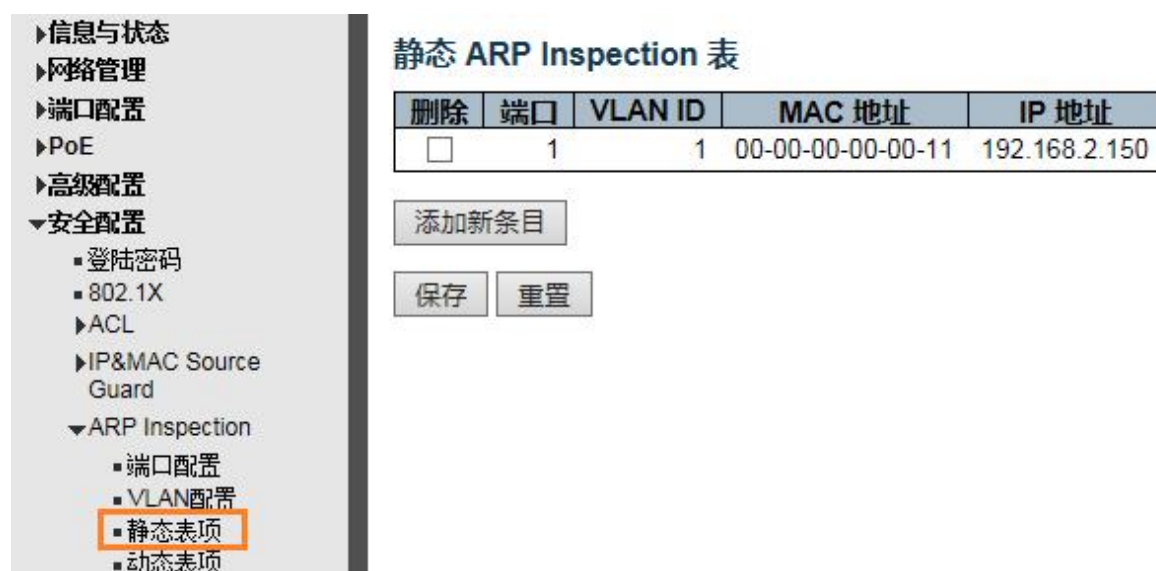 信息与状态
网络管理
端口配置
PoE
高级配置
安全配置
登陆密码
802.1X
ACL
IP&MAC Source
Guard
ARP Inspection
端口配置
VLAN配置
静态表项
动态表项
静态 ARP Inspection 表
删除 端口 VLAN ID MAC 地址 IP 地址
1 1 00-00-00-00-00-11 192.168.2.150
添加新条目
保存 重置